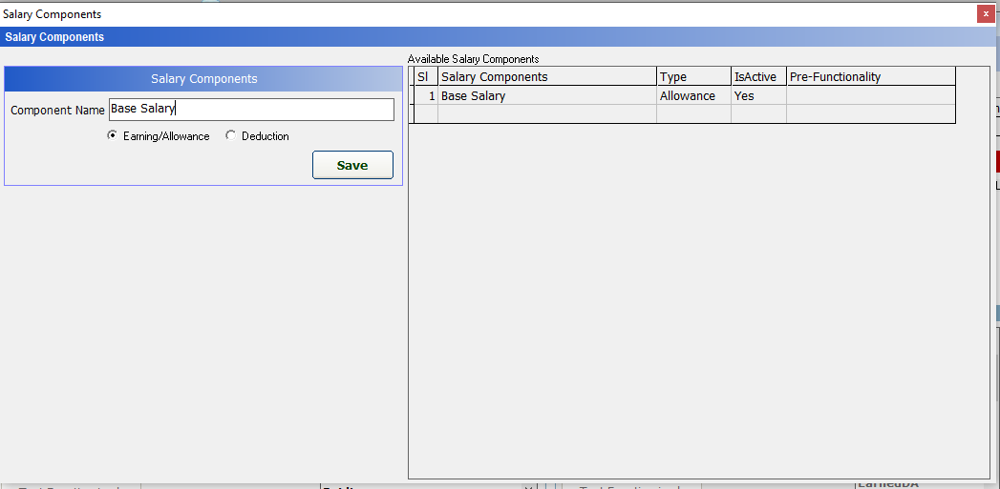 Salary Components
x
Salary Components
Available Salary Components
Salary Components
Component Name Base Salary
Earning/Allowance Deduction
Save
Sl Salary Components Type IsActive Pre-Functionality
1 Base Salary Allowance Yes